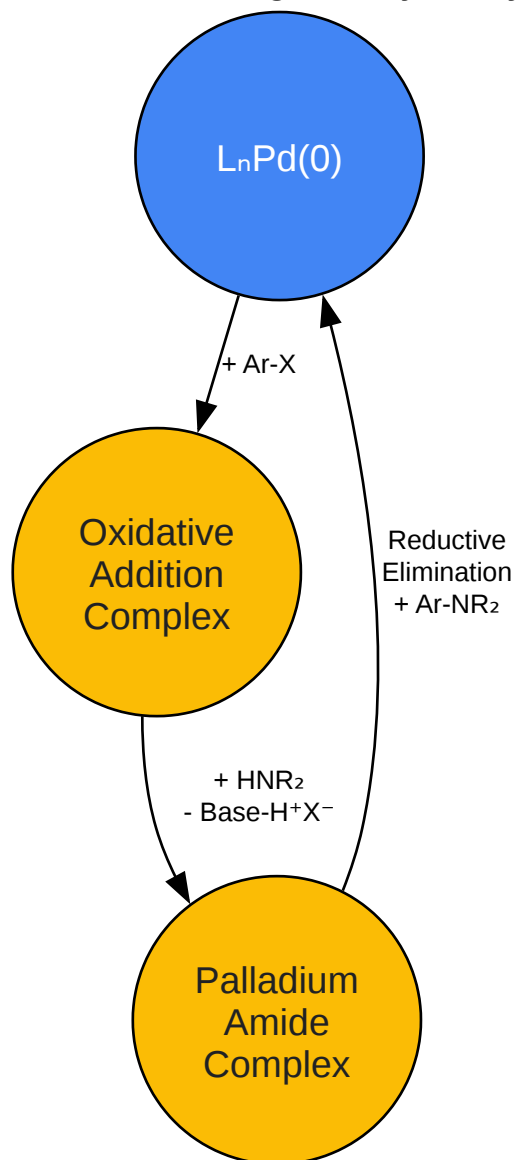 LₙPd(0)
+ Ar-X
Oxidative
Addition
Complex
Reductive
Elimination
+ Ar-NR₂
+ HNR₂
- Base-H⁺X⁻
Palladium
Amide
Complex